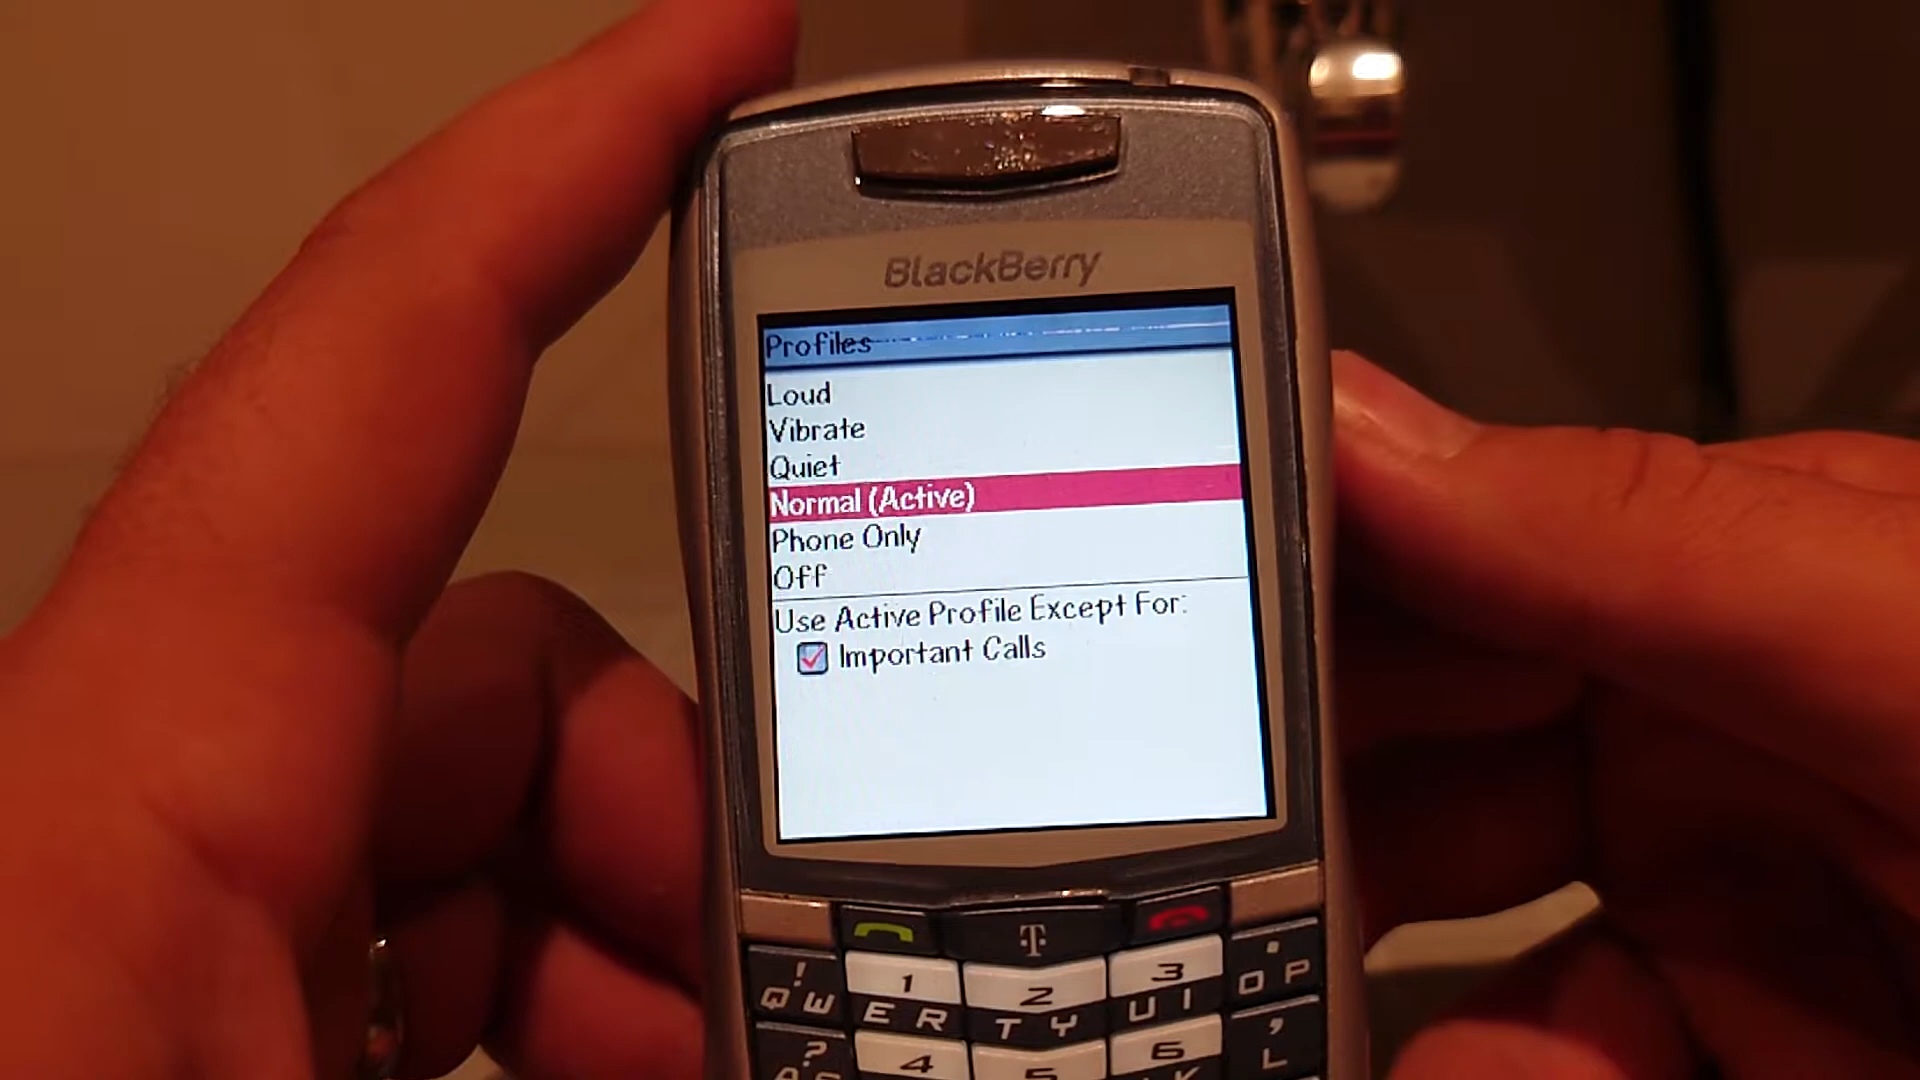 BlackBerry
Profiles
Loud
Vibrate
Quiet
Normal (Active)
Phone Only
Off
Use Active Profile Except For:
Important Calls
T
! 1 2 3 .
Q W E R T Y U I O P
? 4 5 6 ,
A S K L